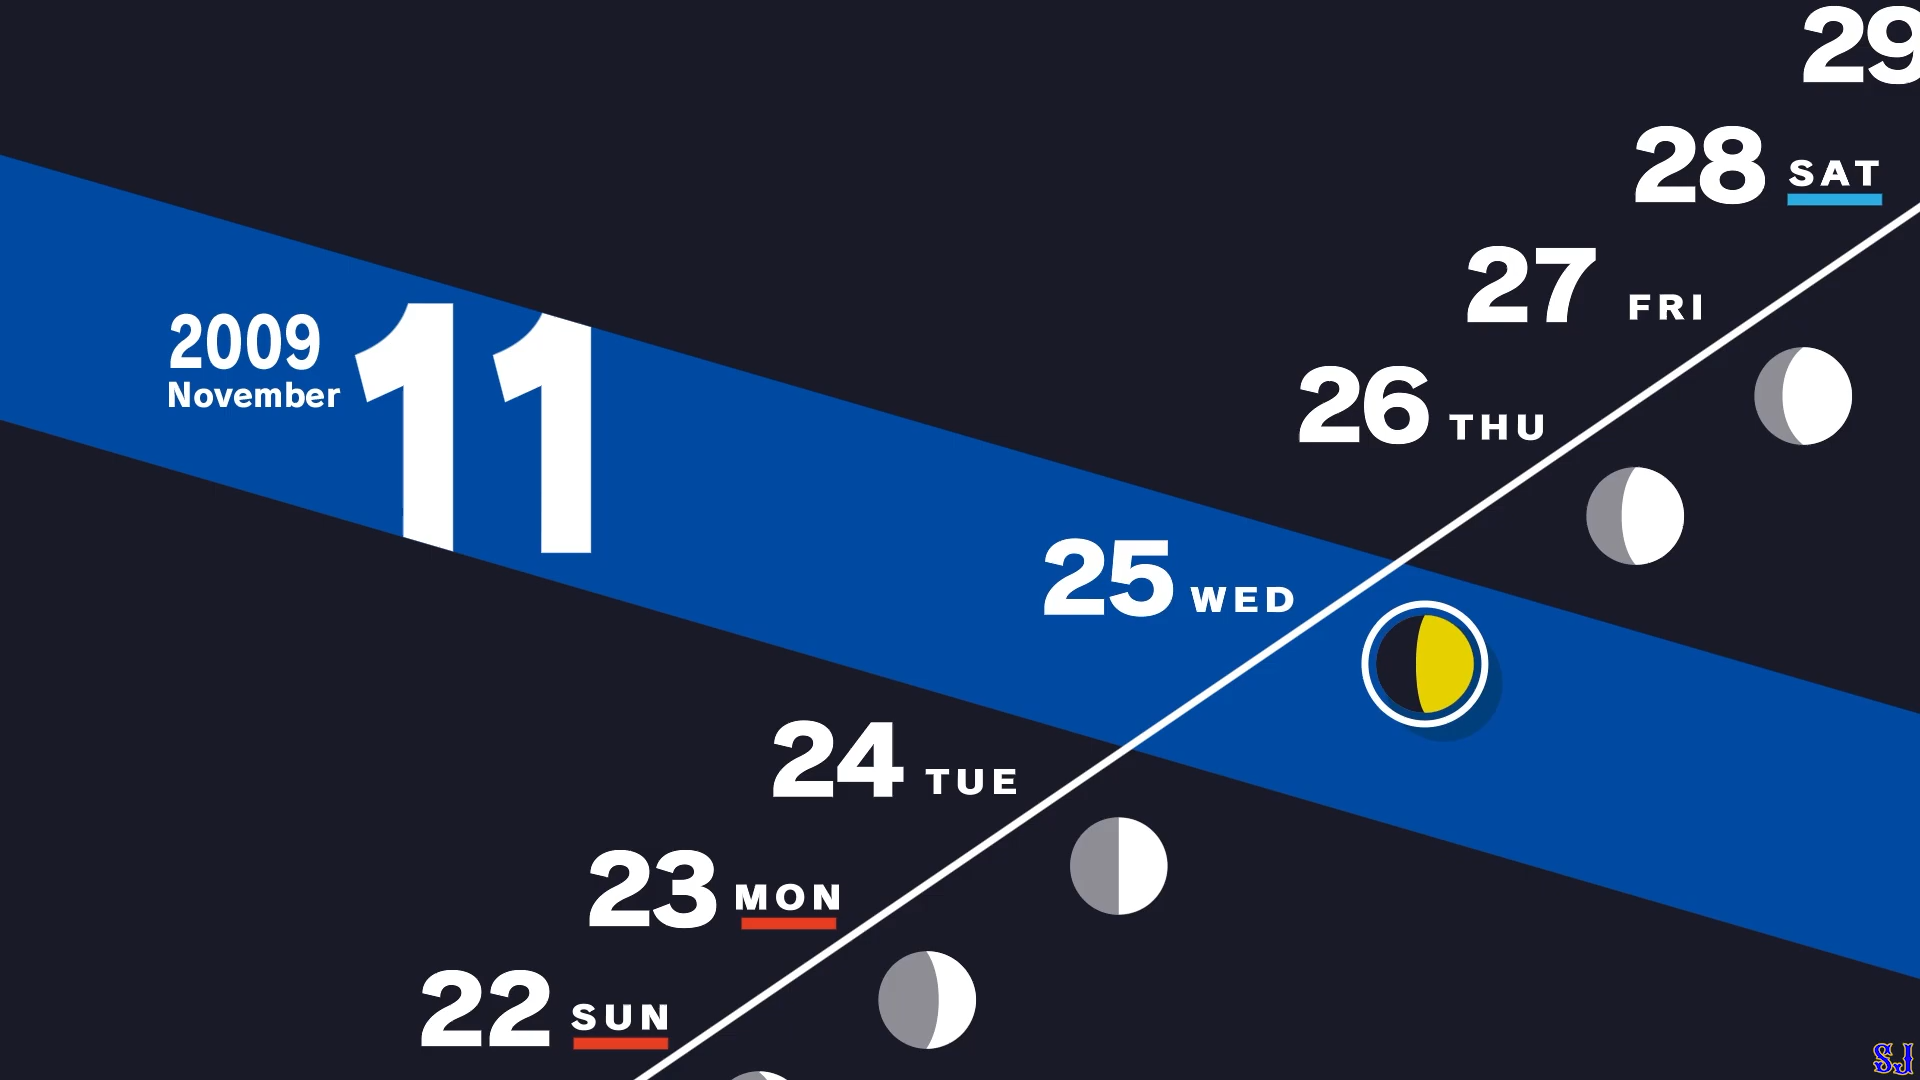 29
28 SAT
27 FRI
26 THU
2009
November
11
25 WED
24 TUE
23 MON
22 SUN
SJ